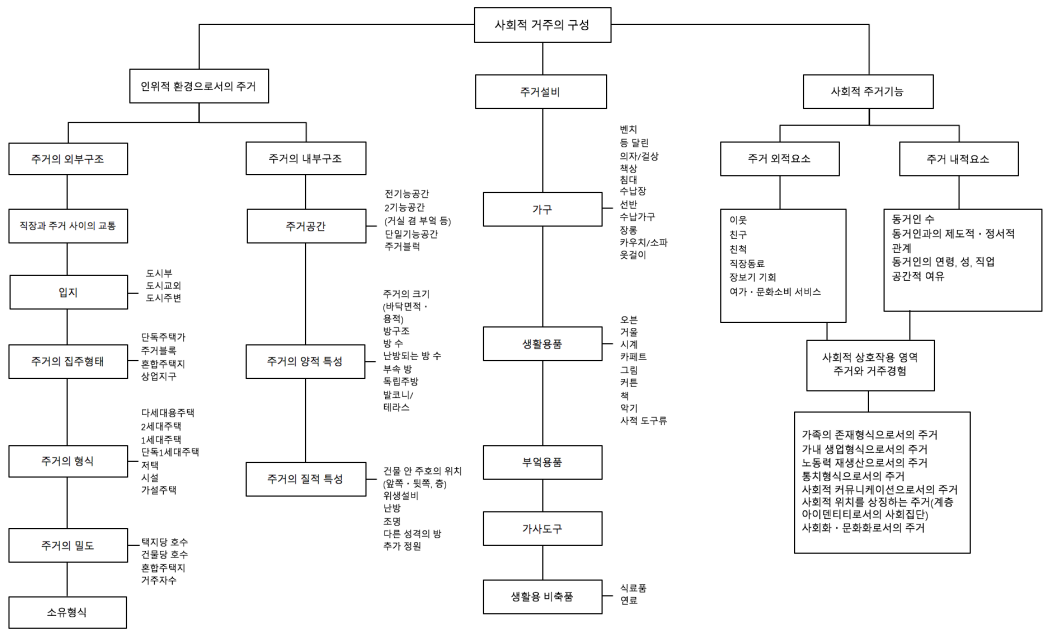 사회적 거주의 구성
인위적 환경으로서의 주거
주거의 외부구조
직장과 주거 사이의 교통
입지
도시부
도시교외
도시주변
주거의 집주형태
단독주택가
주거블록
혼합주택지
상업지구
주거의 형식
다세대용주택
2세대주택
1세대주택
단독1세대주택
저택
시설
가설주택
주거의 밀도
택지당 호수
건물당 호수
혼합주택지
거주자수
소유형식
주거의 내부구조
주거공간
전기능공간
2기능공간
(거실 겸 부엌 등)
단일기능공간
주거블럭
주거의 양적 특성
주거의 크기
(바닥면적・
용적)
방구조
방 수
난방되는 방 수
부속 방
독립주방
발코니/
테라스
주거의 질적 특성
건물 안 주호의 위치
(앞쪽・뒷쪽, 층)
위생설비
난방
조명
다른 성격의 방
추가 정원
주거설비
가구
벤치
등 달린
의자/걸상
책상
침대
수납장
선반
수납가구
장롱
카우치/소파
옷걸이
생활용품
오븐
거울
시계
카페트
그림
커튼
책
악기
사적 도구류
부엌용품
가사도구
생활용 비축품
식료품
연료
사회적 주거기능
주거 외적요소
이웃
친구
친척
직장동료
장보기 기회
여가・문화소비 서비스
주거 내적요소
동거인 수
동거인과의 제도적・정서적
관계
동거인의 연령, 성, 직업
공간적 여유
사회적 상호작용 영역
주거와 거주경험
가족의 존재형식으로서의 주거
가내 생업형식으로서의 주거
노동력 재생산으로서의 주거
통치형식으로서의 주거
사회적 커뮤니케이션으로서의 주거
사회적 위치를 상징하는 주거(계층
아이덴티티로서의 사회집단)
사회화・문화화로서의 주거